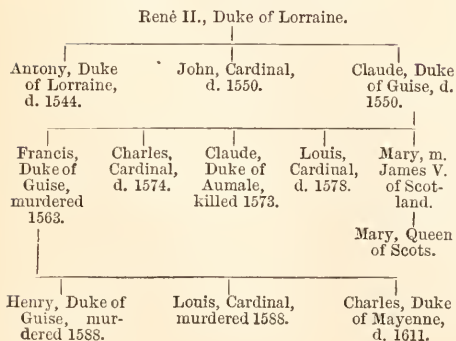 René II., Duke of Lorraine.
Antony, Duke
of Lorraine,
d. 1544.
John, Cardinal,
d. 1550.
Claude, Duke
of Guise, d.
1550.
Francis,
Duke of
Guise,
murdered
1563.
Charles,
Cardinal,
d. 1574.
Claude,
Duke of
Aumale,
killed 1573.
Louis,
Cardinal,
d. 1578.
Mary, m.
James V.
of Scot-
land.
Mary, Queen
of Scots.
Henry, Duke of
Guise, mur-
dered 1588.
Louis, Cardinal,
murdered 1588.
Charles, Duke
of Mayenne,
d. 1611.